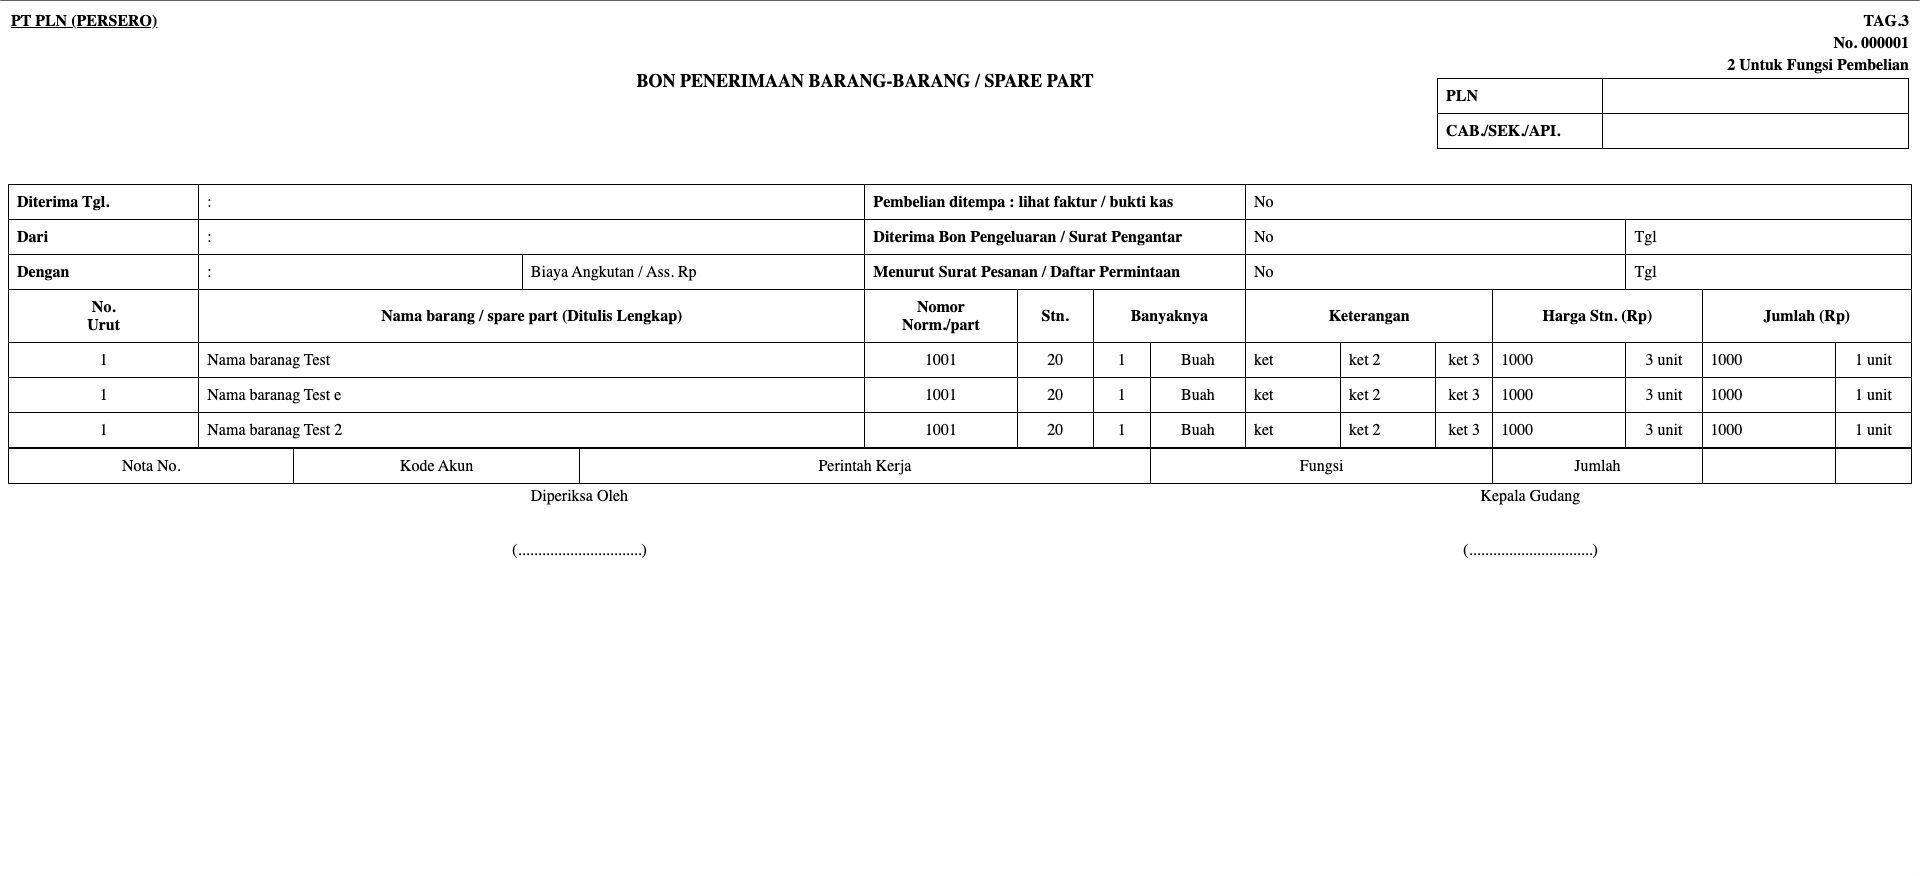 PT PLN (PERSERO)
TAG.3
No. 000001
2 Untuk Fungsi Pembelian
BON PENERIMAAN BARANG-BARANG / SPARE PART
PLN
CAB./SEK./API.
Diterima Tgl. : Pembelian ditempa : lihat faktur / bukti kas No
Dari : Diterima Bon Pengeluaran / Surat Pengantar No Tgl
Dengan : Biaya Angkutan / Ass. Rp Menurut Surat Pesanan / Daftar Permintaan No Tgl
No.
Urut
Nama barang / spare part (Ditulis Lengkap)
Nomor
Norm./part
Stn. Banyaknya Keterangan Harga Stn. (Rp) Jumlah (Rp)
1 Nama baranag Test 1001 20 1 Buah ket ket 2 ket 3 1000 3 unit 1000 1 unit
1 Nama baranag Test e 1001 20 1 Buah ket ket 2 ket 3 1000 3 unit 1000 1 unit
1 Nama baranag Test 2 1001 20 1 Buah ket ket 2 ket 3 1000 3 unit 1000 1 unit
Nota No. Kode Akun Perintah Kerja Fungsi Jumlah
Diperiksa Oleh Kepala Gudang
(...............................) (...............................)